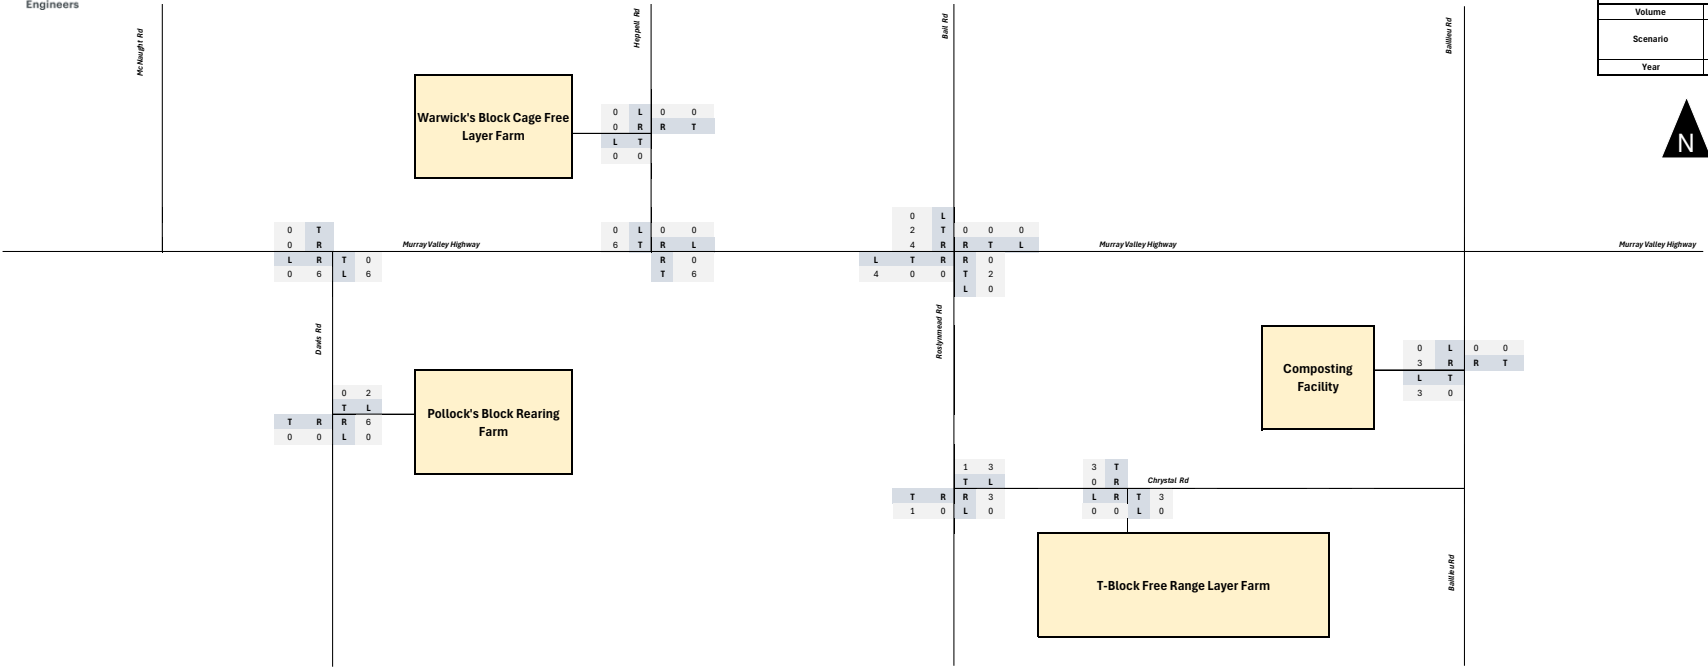 Engineers
McNaught Rd
Heppell Rd
Ball Rd
Baillieu Rd
Volume
Scenario
Year
N
Warwick's Block Cage Free
Layer Farm
0 L 0 0
0 R R T
L T
0 0
0 T
0 R
L R T 0
0 6 L 6
Murray Valley Highway
0 L 0 0
6 T R L
R 0
T 6
0 L
2 T 0 0 0
4 R R T L
L T R R 0
4 0 0 T 2
L 0
Murray Valley Highway
Murray Valley Highway
Davis Rd
Roslynmead Rd
0 2
T L
T R R 6
0 0 L 0
Pollock's Block Rearing
Farm
Composting
Facility
0 L 0 0
3 R R T
L T
3 0
1 3
T L
T R R 3
1 0 L 0
3 T
0 R
L R T 3
0 0 L 0
Chrystal Rd
T-Block Free Range Layer Farm
Baillieu Rd